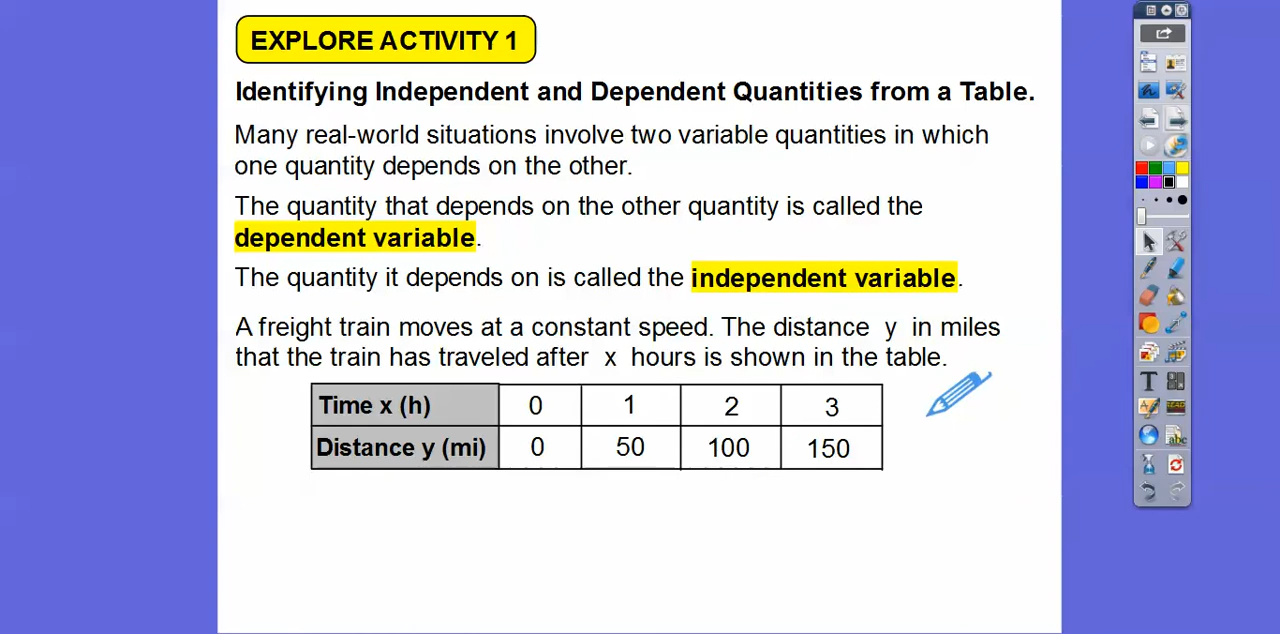 EXPLORE ACTIVITY 1
Identifying Independent and Dependent Quantities from a Table.
Many real-world situations involve two variable quantities in which
one quantity depends on the other.
The quantity that depends on the other quantity is called the
dependent variable.
The quantity it depends on is called the independent variable.
A freight train moves at a constant speed. The distance y in miles
that the train has traveled after x hours is shown in the table.
Time x (h) 0 1 2 3
Distance y (mi) 0 50 100 150